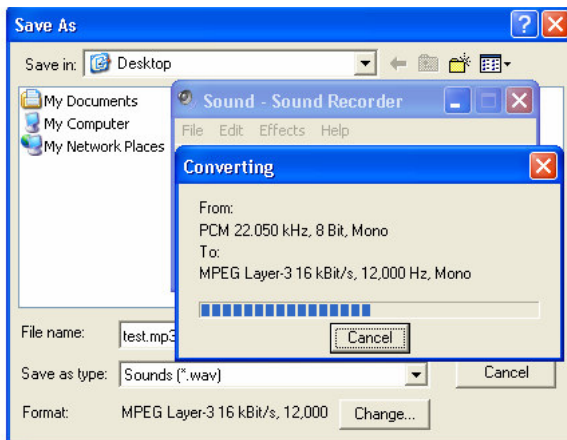 Save As
Save in: Desktop
My Documents
My Computer
My Network Places
Sound - Sound Recorder
File Edit Effects Help
Converting
From:
PCM 22.050 kHz, 8 Bit, Mono
To:
MPEG Layer-3 16 kBit/s, 12,000 Hz, Mono
Cancel
File name: test.mp3
Save as type: Sounds (*.wav)
Cancel
Format: MPEG Layer-3 16 kBit/s, 12,000
Change...